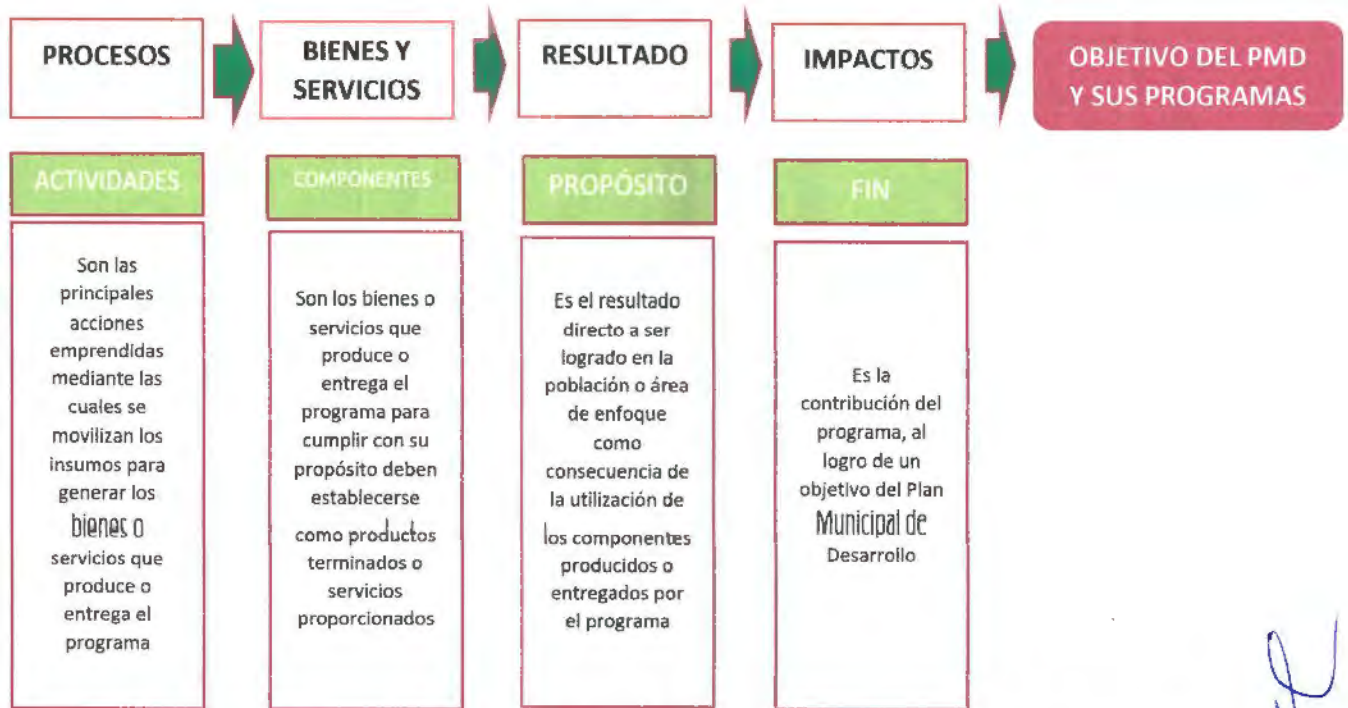 PROCESOS
BIENES Y
SERVICIOS
RESULTADO
IMPACTOS
OBJETIVO DEL PMD
Y SUS PROGRAMAS
ACTIVIDADES
Son las
principales
acciones
emprendidas
mediante las
cuales se
movilizan los
insumos para
generar los
bienes o
servicios que
produce o
entrega el
programa
COMPONENTES
Son los bienes o
servicios que
produce o
entrega el
programa para
cumplir con su
propósito deben
establecerse
como productos
terminados o
servicios
proporcionados
PROPÓSITO
Es el resultado
directo a ser
logrado en la
población o área
de enfoque
como
consecuencia de
la utilización de
los componentes
producidos o
entregados por
el programa
FIN
Es la
contribución del
programa, al
logro de un
objetivo del Plan
Municipal de
Desarrollo